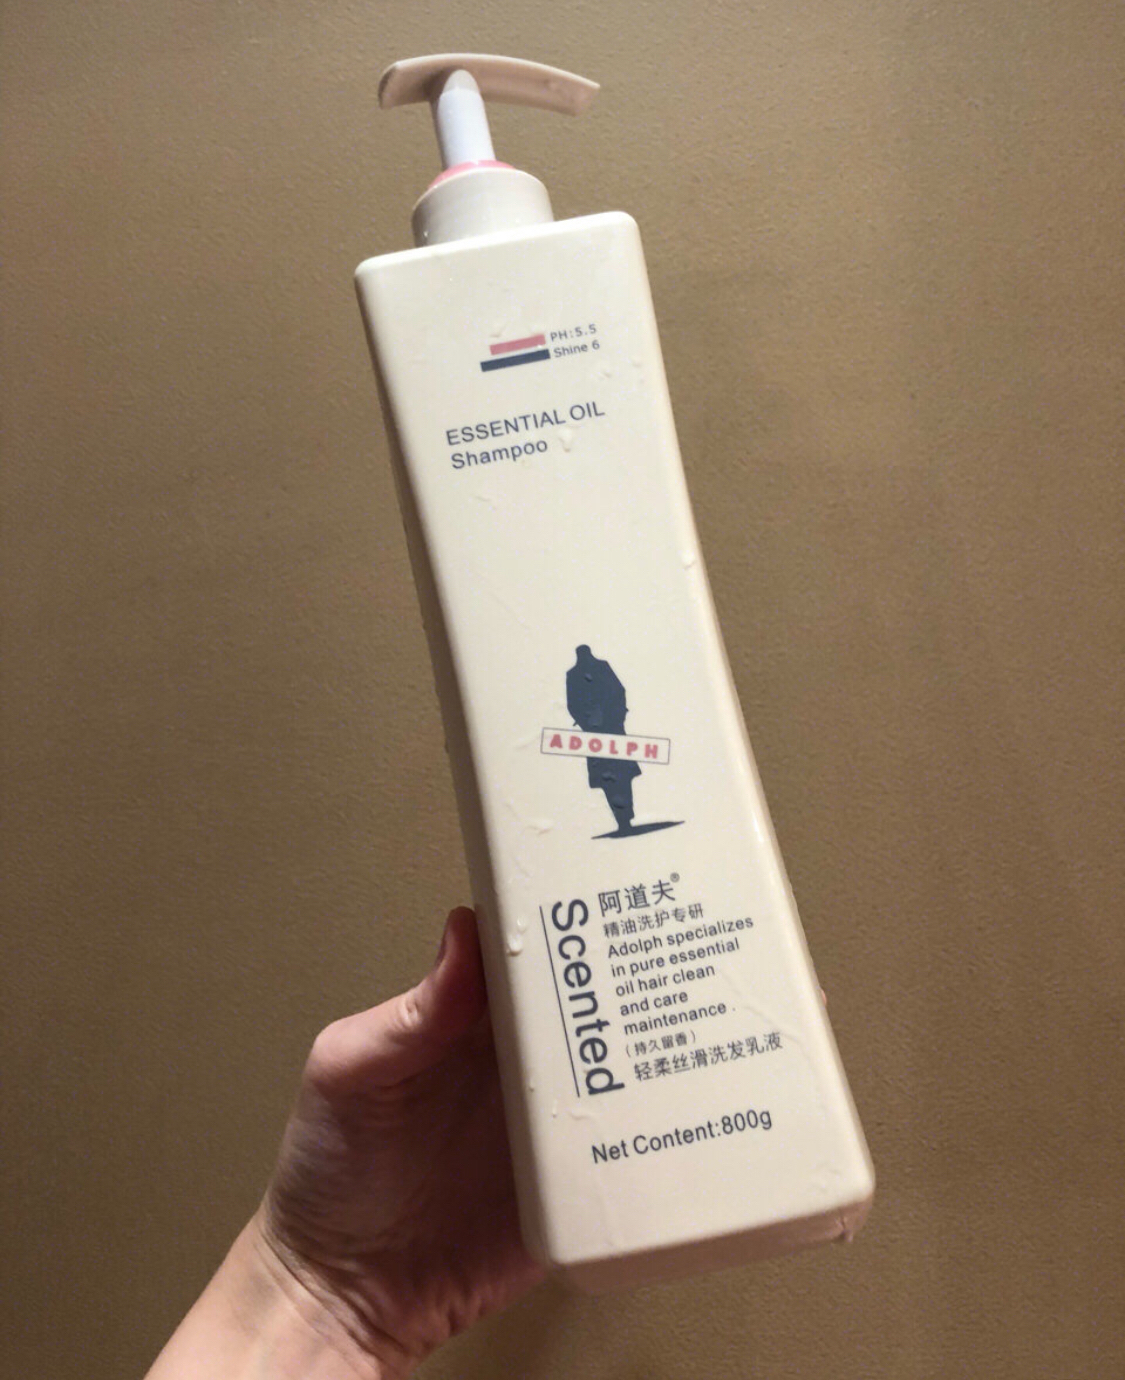 PH:5.5
Shine 6
ESSENTIAL OIL
Shampoo
ADOLPH
Scented
阿道夫®
精油洗护专研
Adolph specializes
in pure essential
oil hair clean
and care
maintenance .
(持久留香)
轻柔丝滑洗发乳液
Net Content:800g